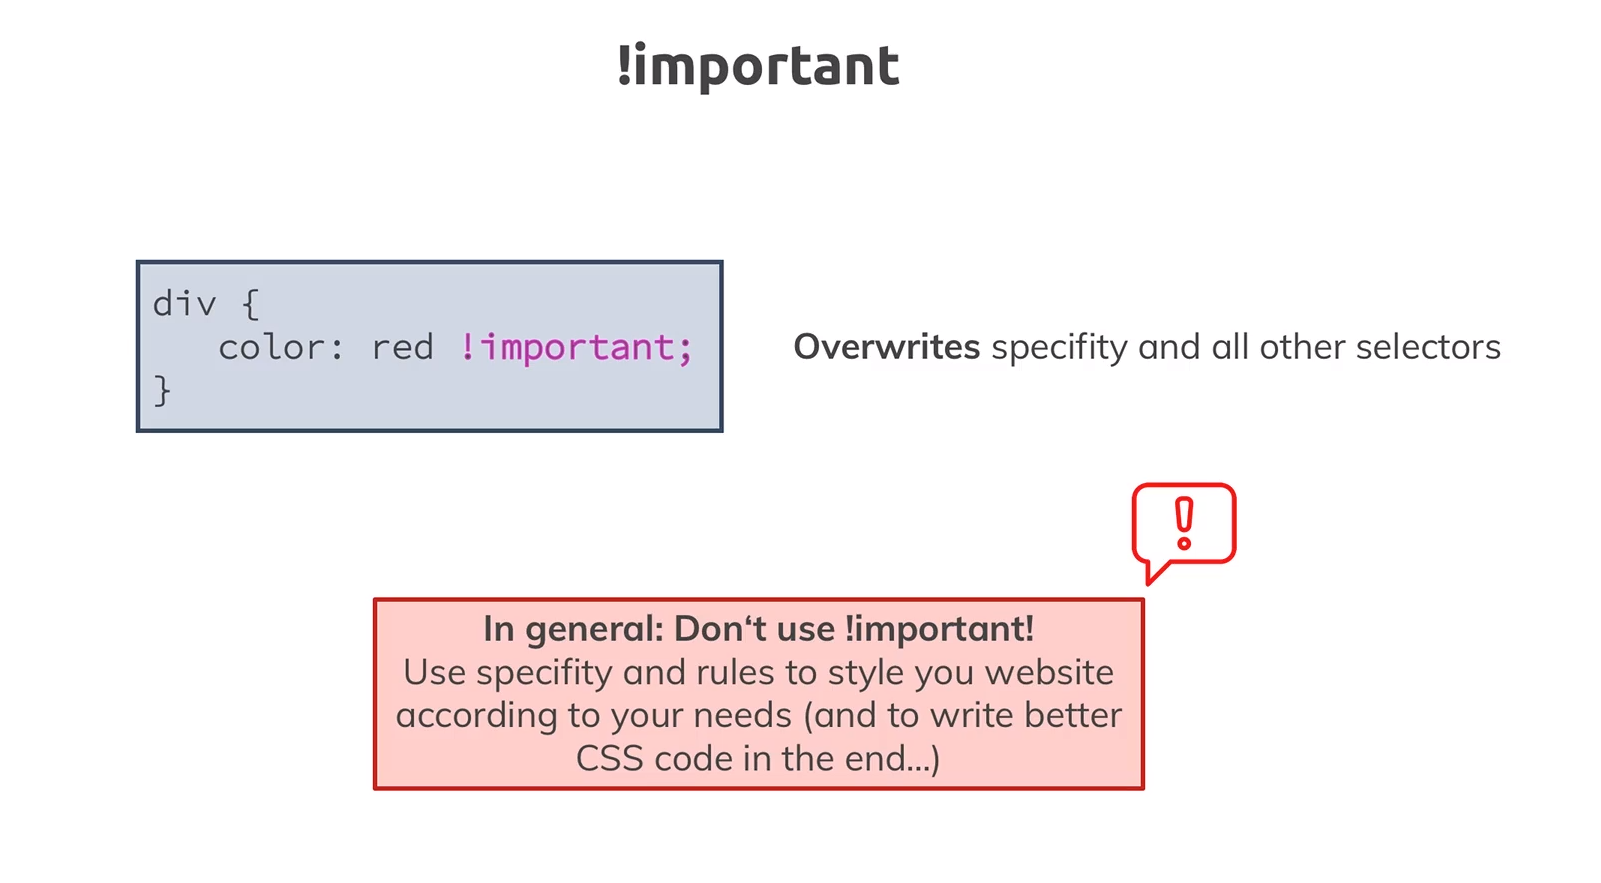 !important
div {
color: red !important;
}
Overwrites specifity and all other selectors
!
In general: Don‘t use !important!
Use specifity and rules to style you website
according to your needs (and to write better
CSS code in the end...)